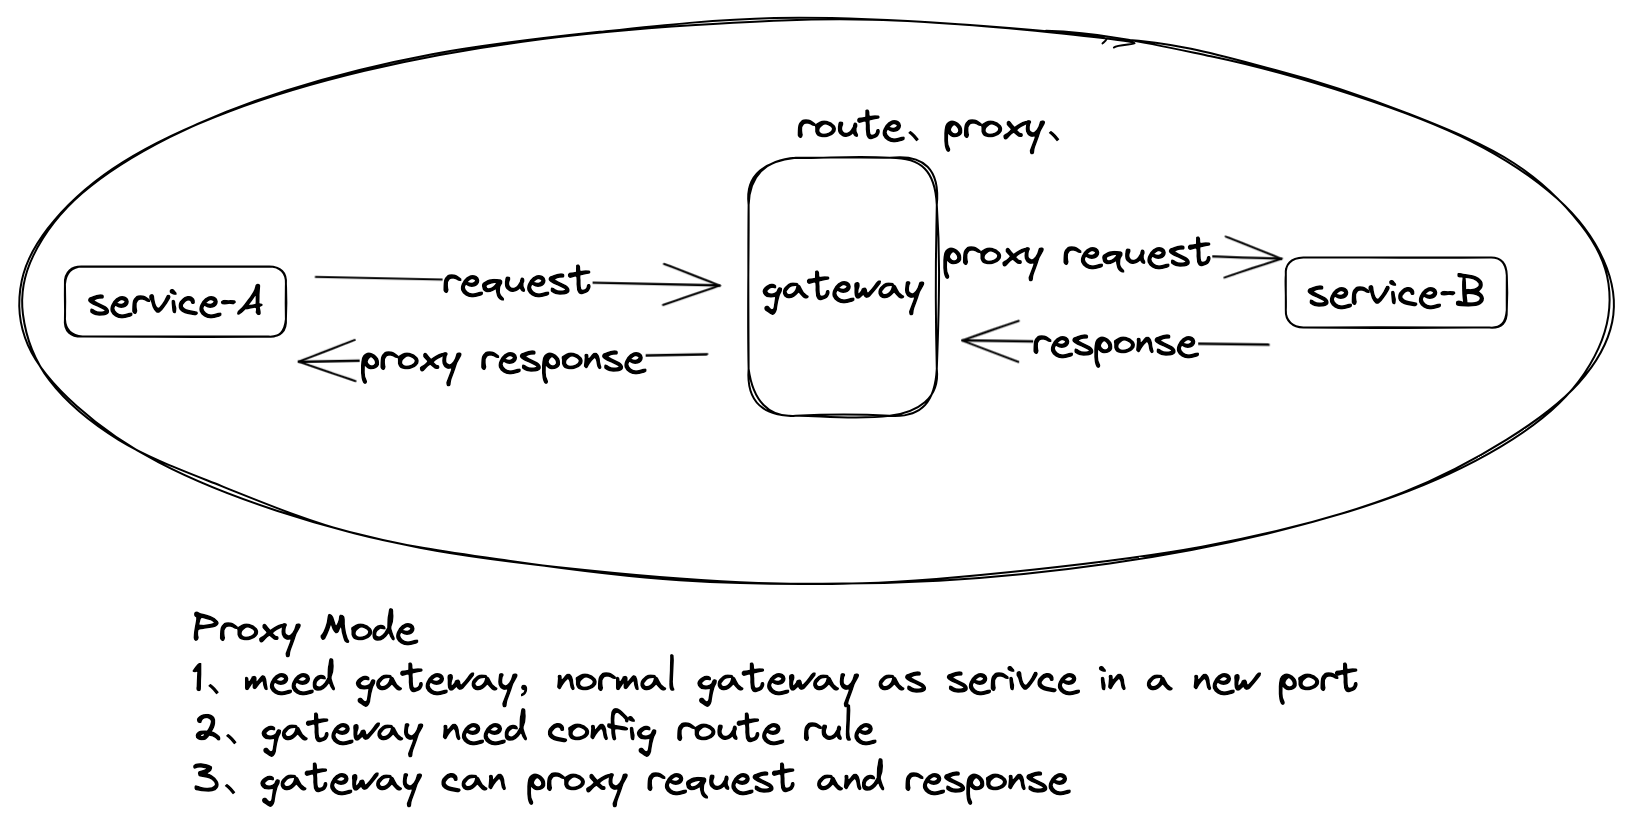 route、proxy、
service-A
request
proxy response
gateway
proxy request
response
service-B
Proxy Mode
1、need gateway, normal gateway as serivce in a new port
2、gateway need config route rule
3、gateway can proxy request and response